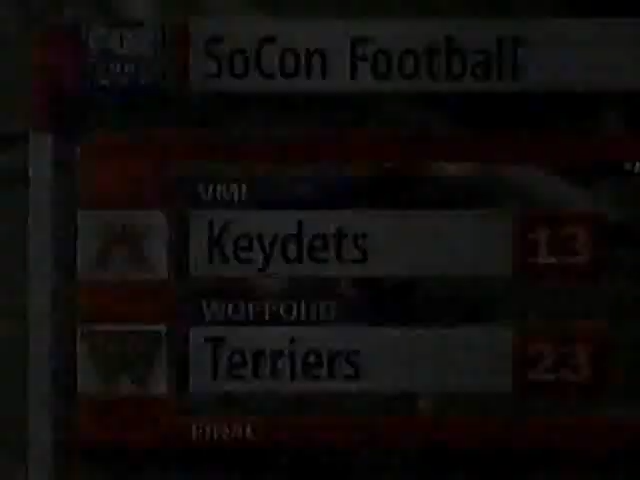 SoCon Football
VMI
Keydets 13
WOFFORD
Terriers 23
FINAL